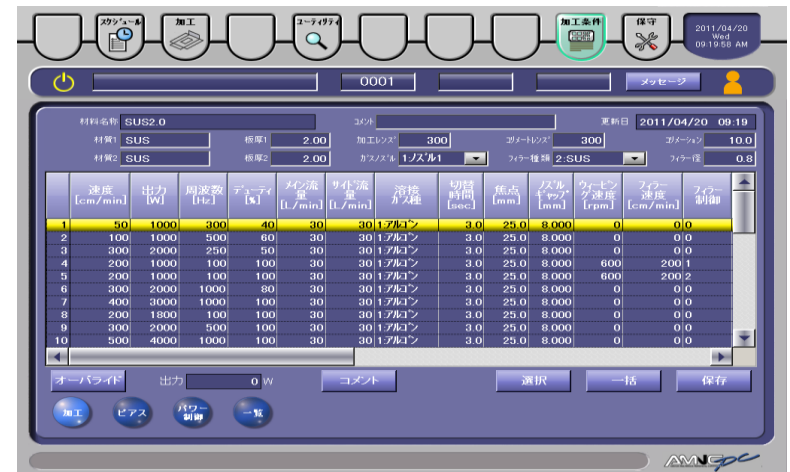 スケジュール 加工 ユーティリティ 加工条件 保守 2011/04/20
Wed
09:19:58 AM
0001 メッセージ
材料名称 SUS2.0 コメント 更新日 2011/04/20 09:19
材質1 SUS 板厚1 2.00 加工レンズ 300 コリメートレンズ 300 コリメーション 10.0
材質2 SUS 板厚2 2.00 ガスノズル 1:ノズル1 フィラー種類 2:SUS フィラー径 0.8
速度 [cm/min] 出力 [W] 周波数 [Hz] デューティ [%] メイン流量 [L/min] サイド流量 [L/min] 溶接ガス種 切替時間 [sec] 焦点 [mm] ノズルギャップ [mm] ウィービング速度 [rpm] フィラー速度 [cm/min] フィラー制御
1 50 1000 300 40 30 30 1:アルゴン 3.0 25.0 8.000 0 0 0
2 100 1000 500 60 30 30 1:アルゴン 3.0 25.0 8.000 0 0 0
3 300 2000 250 50 30 30 1:アルゴン 3.0 25.0 8.000 0 0 0
4 200 1000 100 100 30 30 1:アルゴン 3.0 25.0 8.000 600 200 1
5 200 1000 100 100 30 30 1:アルゴン 3.0 25.0 8.000 600 200 2
6 300 2000 1000 80 30 30 1:アルゴン 3.0 25.0 8.000 0 0 0
7 400 3000 1000 100 30 30 1:アルゴン 3.0 25.0 8.000 0 0 0
8 200 1800 100 100 30 30 1:アルゴン 3.0 25.0 8.000 0 0 0
9 300 2000 500 100 30 30 1:アルゴン 3.0 25.0 8.000 0 0 0
10 500 4000 1000 100 30 30 1:アルゴン 3.0 25.0 8.000 0 0 0
オーバライド 出力 0 W コメント 選択 一括 保存
加工 ピアス パワー制御 一覧
AMNC PC